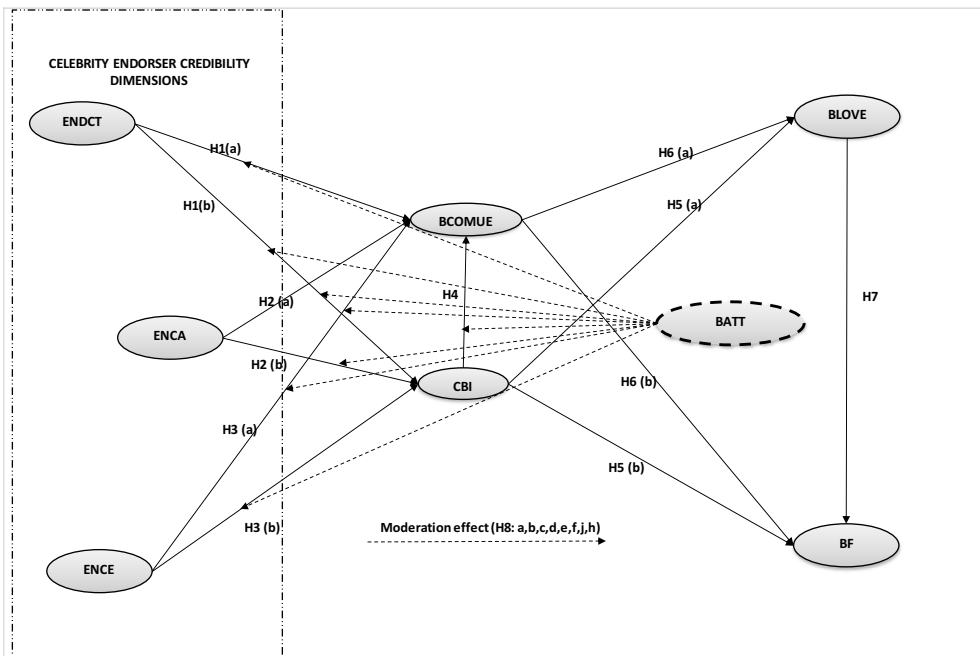 CELEBRITY ENDORSER CREDIBILITY
DIMENSIONS
ENDCT
BLOVE
H1(a)
H6 (a)
H1(b)
H5 (a)
BCOMUE
H2 (a)
H4
H7
BATT
ENCA
H2 (b)
CBI
H6 (b)
H3 (a)
H5 (b)
H3 (b)
Moderation effect (H8: a,b,c,d,e,f,j,h)
BF
ENCE